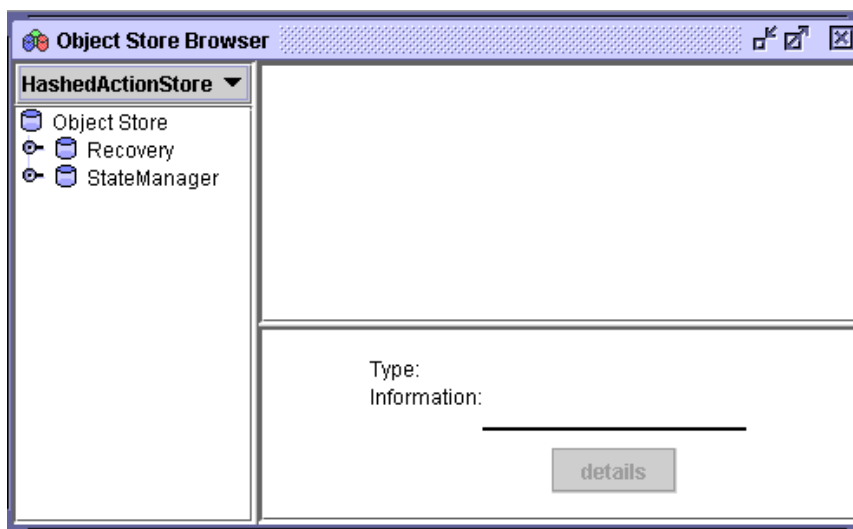 Object Store Browser
HashedActionStore
Object Store
Recovery
StateManager
Type:
Information:
details